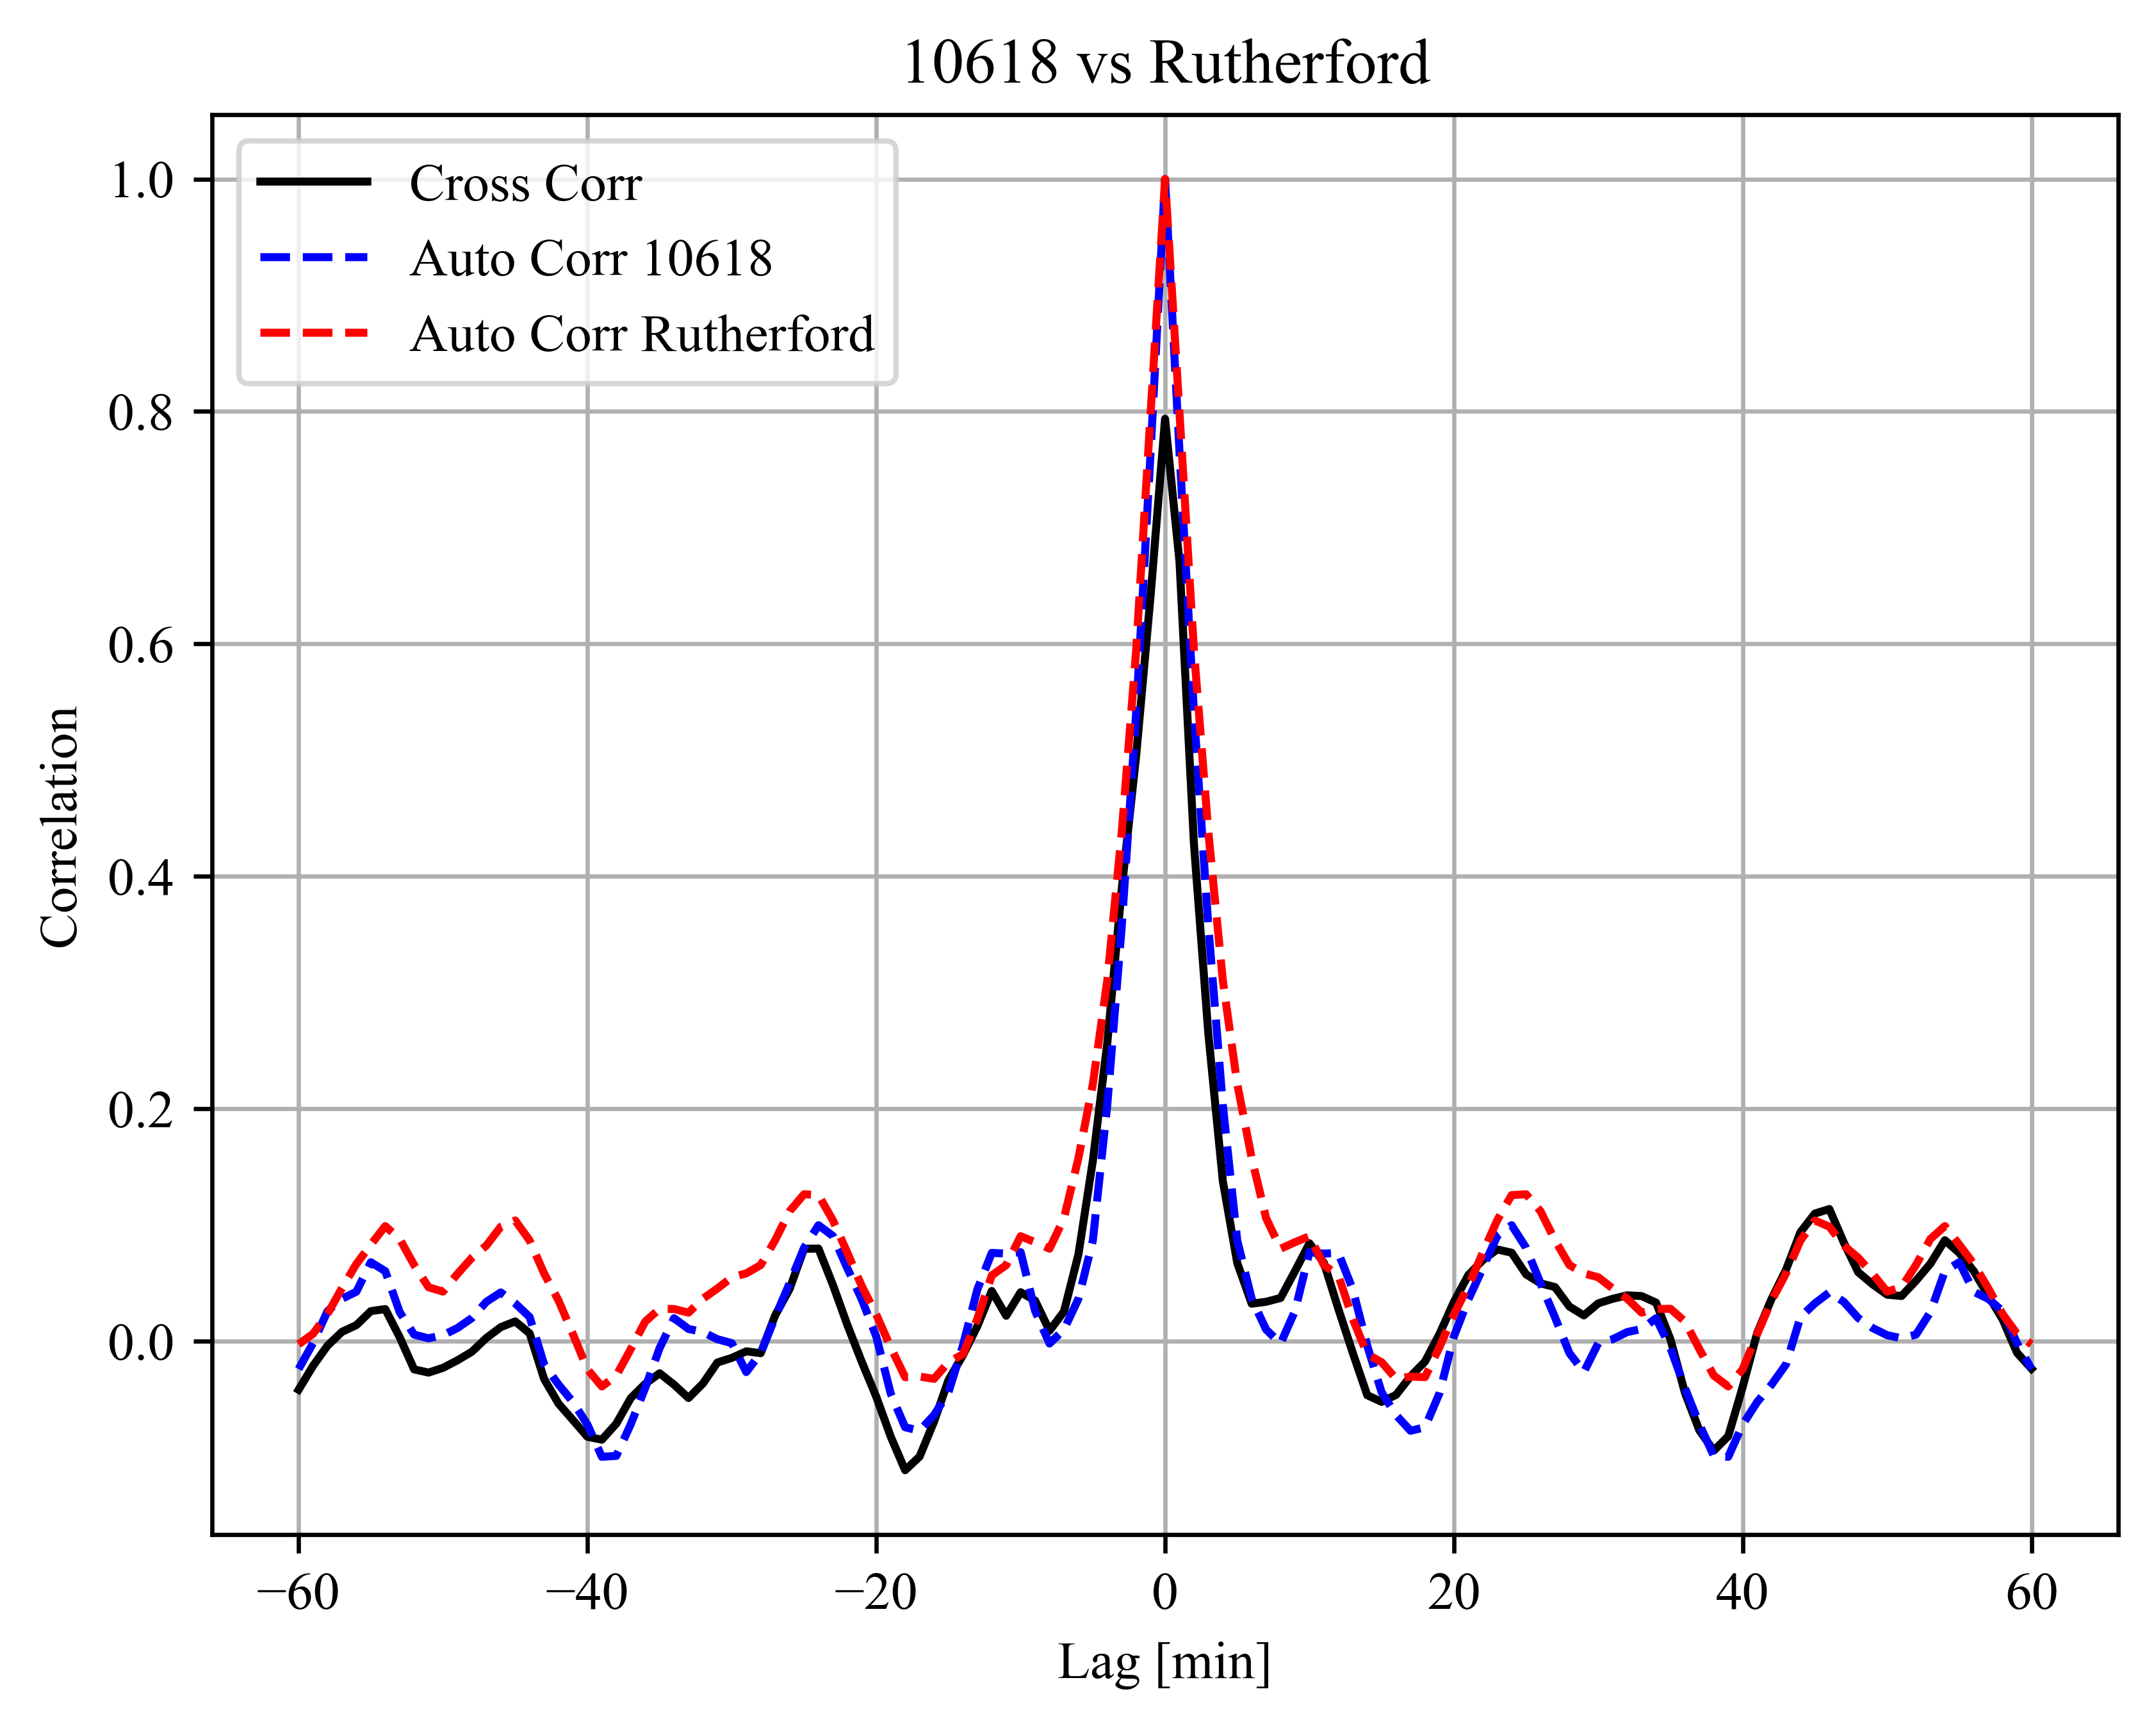 10618 vs Rutherford
Cross Corr
Auto Corr 10618
Auto Corr Rutherford
1.0
0.8
0.6
0.4
0.2
0.0
Correlation
−60 −40 −20 0 20 40 60
Lag [min]